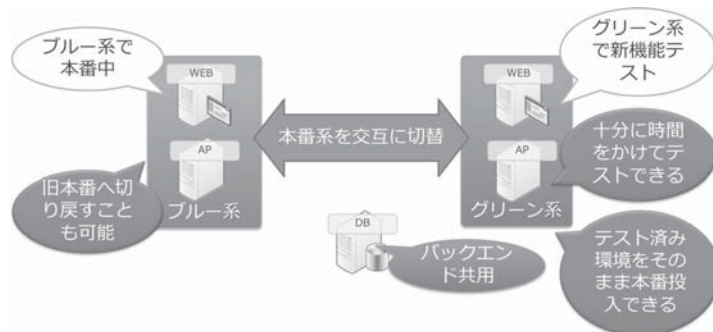 ブルー系で
本番中
WEB
AP
ブルー系
旧本番へ切
り戻すこと
も可能
本番系を交互に切替
DB
バックエン
ド共用
グリーン系
で新機能テ
スト
WEB
AP
グリーン系
十分に時間
をかけてテ
ストできる
テスト済み
環境をその
まま本番投
入できる